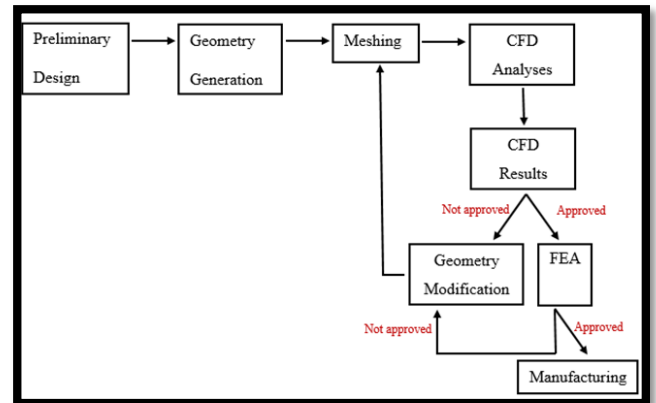 Preliminary
Design
Geometry
Generation
Meshing
CFD
Analyses
CFD
Results
Not approved
Approved
Geometry
Modification
FEA
Not approved
Approved
Manufacturing